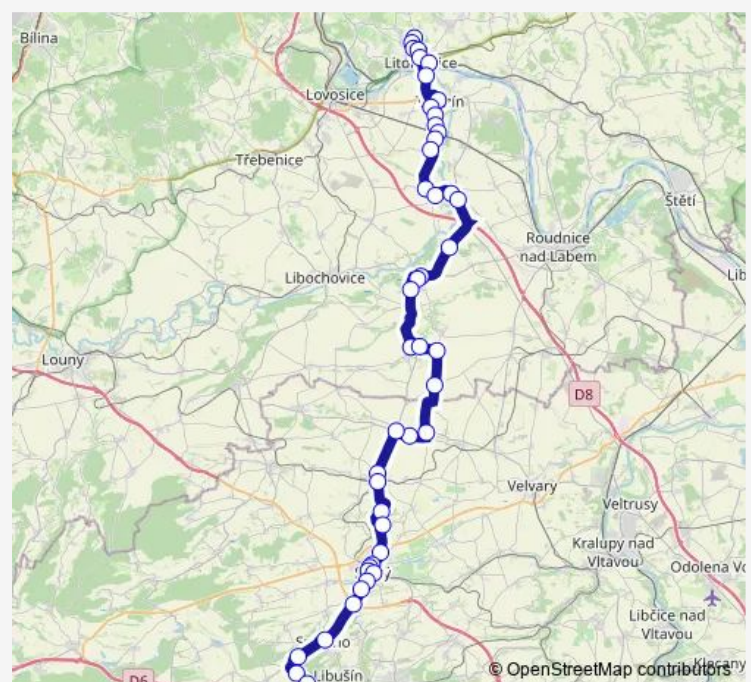 Bílina
Lovosice
Třebenice
Štětí
Roudnice
nad Labem
Libochovice
Lib
Louny
D8
Velvary
Veltrusy
Kralupy nad
Vltavou
Odolena Vo
Libčice nad
Vltavou
Klecany
D6
Libušín
© OpenStreetMap contributors